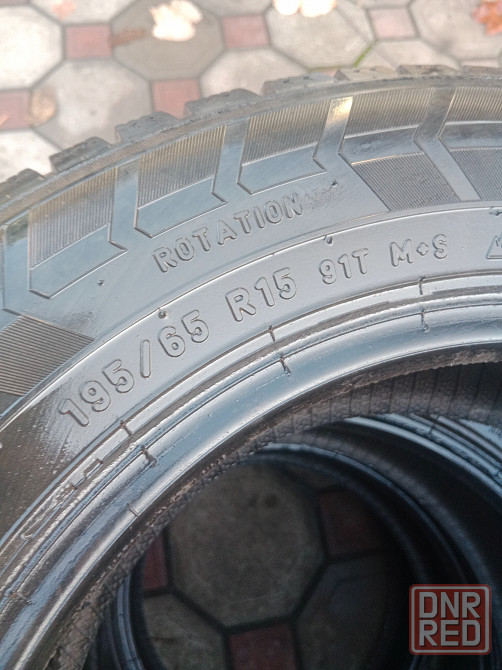 ROTATION
195/65 R15 91T M+S
DNR
RED